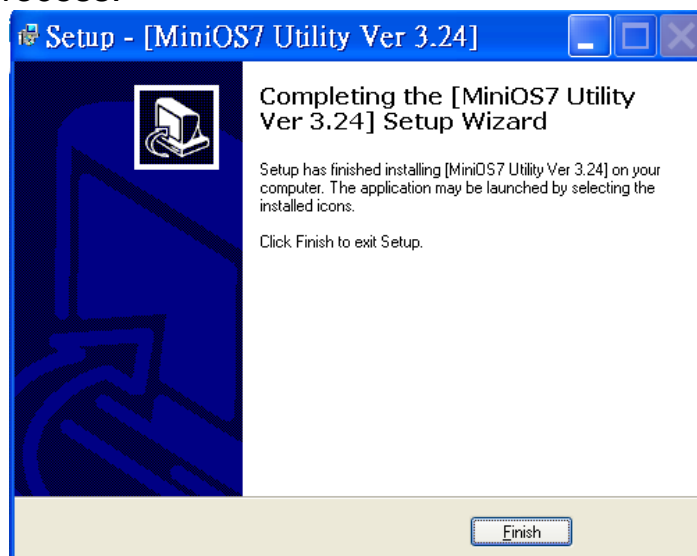 Setup - [MiniOS7 Utility Ver 3.24]
Completing the [MiniOS7 Utility
Ver 3.24] Setup Wizard
Setup has finished installing [MiniOS7 Utility Ver 3.24] on your
computer. The application may be launched by selecting the
installed icons.
Click Finish to exit Setup.
Finish